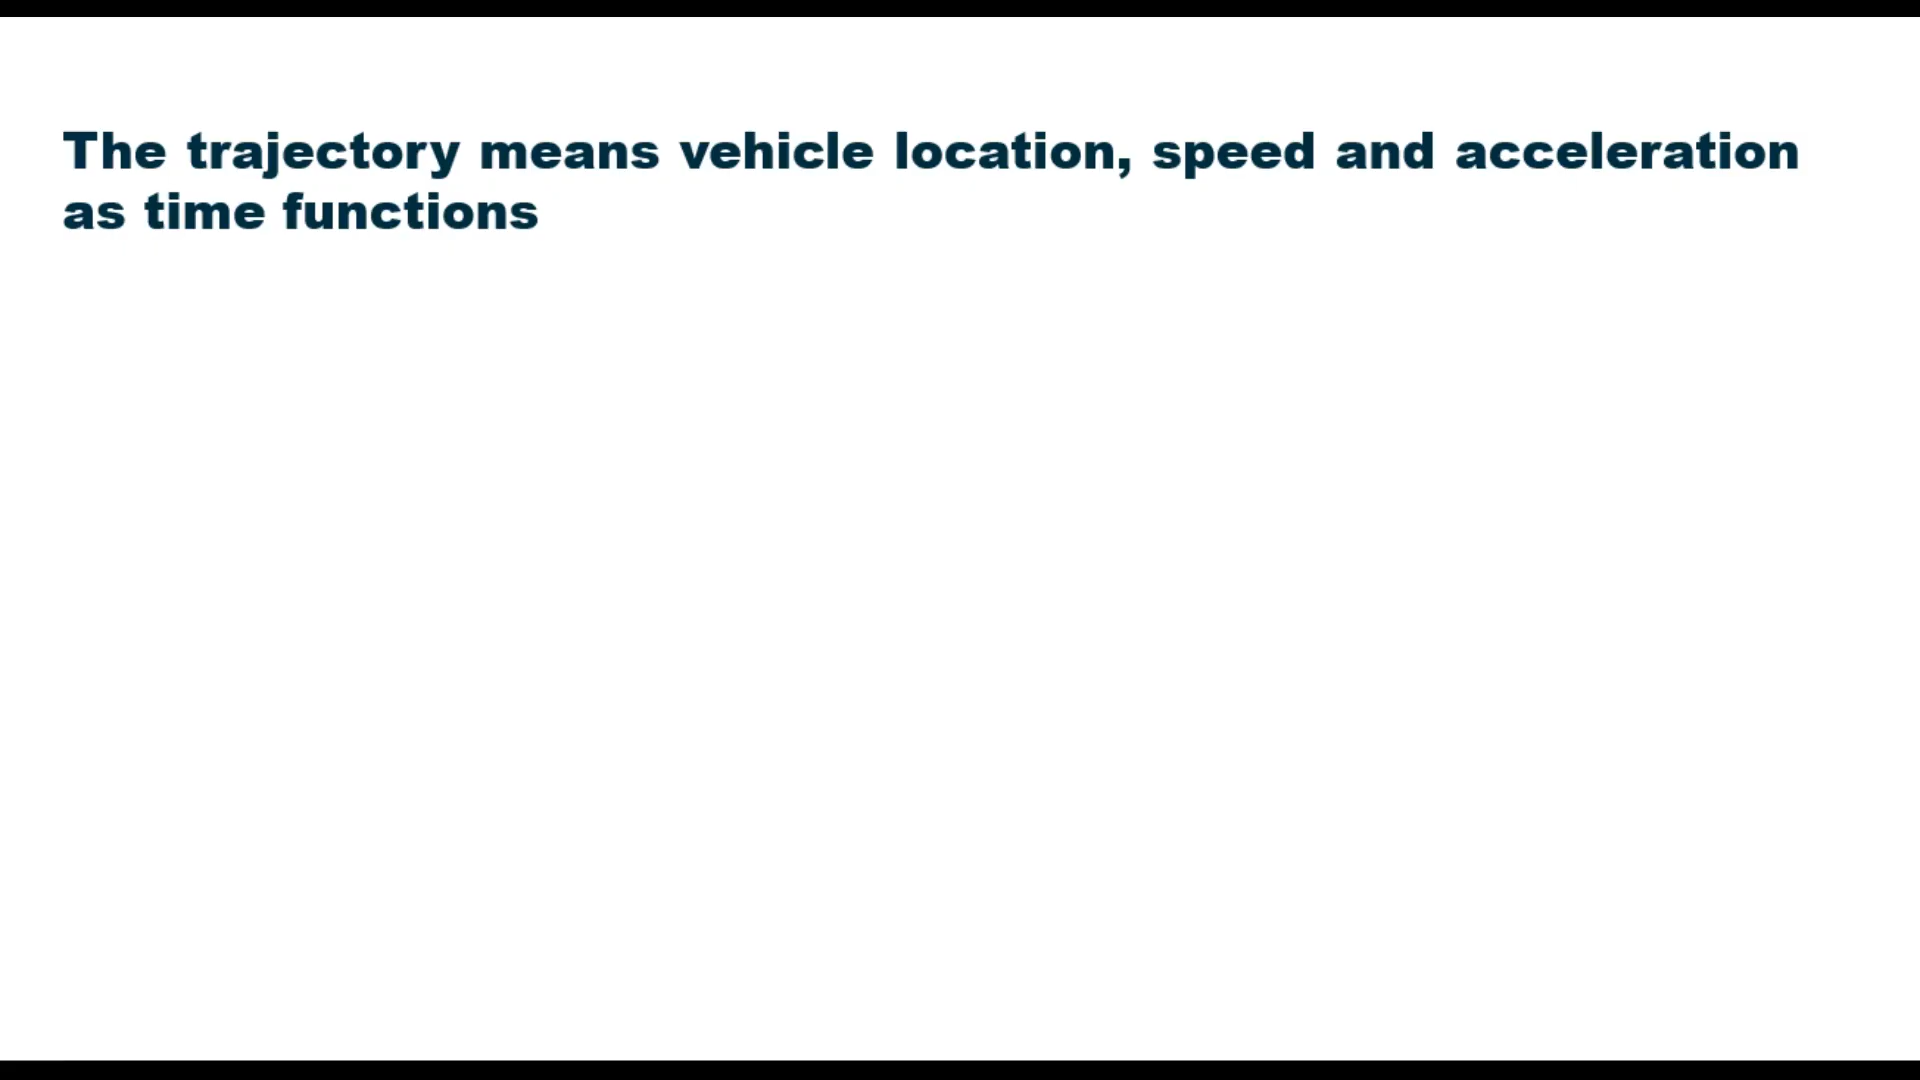 The trajectory means vehicle location, speed and acceleration
as time functions